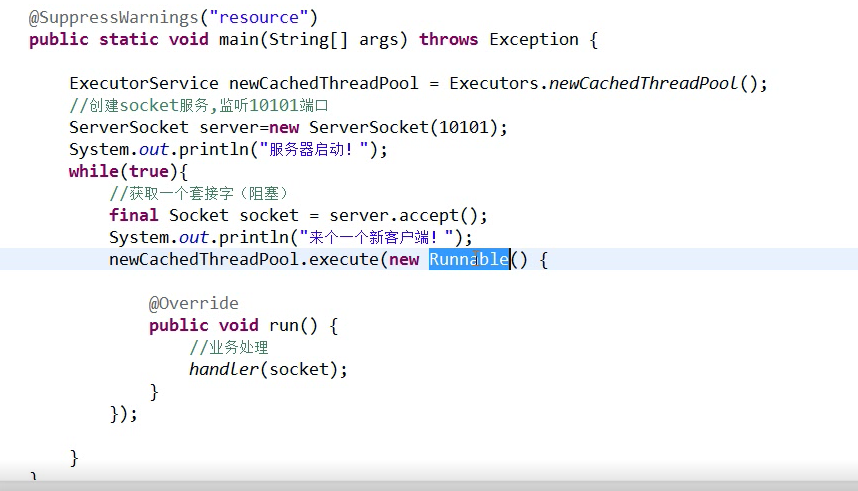 @SuppressWarnings("resource")
public static void main(String[] args) throws Exception {
ExecutorService newCachedThreadPool = Executors.newCachedThreadPool();
//创建socket服务,监听10101端口
ServerSocket server=new ServerSocket(10101);
System.out.println("服务器启动！");
while(true){
//获取一个套接字（阻塞）
final Socket socket = server.accept();
System.out.println("来个一个新客户端！");
newCachedThreadPool.execute(new Runnable() {
@Override
public void run() {
//业务处理
handler(socket);
}
});
}
}